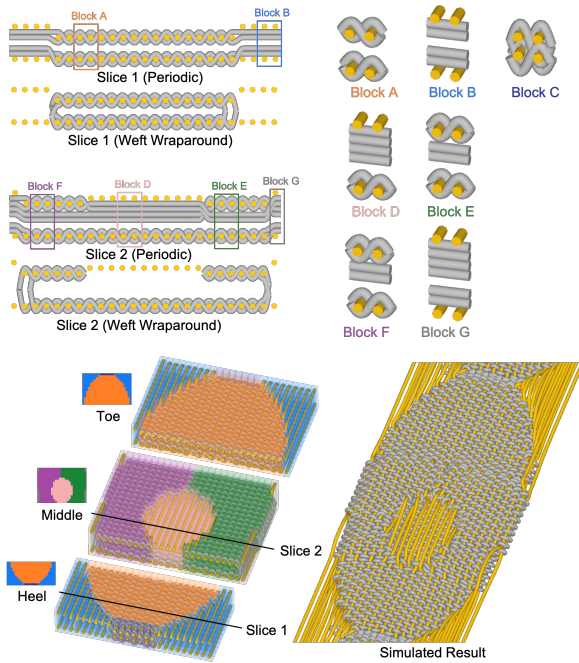 Block A
Block B
Slice 1 (Periodic)
Slice 1 (Weft Wraparound)
Block A
Block B
Block C
Block D
Block E
Block F
Block D
Block E
Block G
Slice 2 (Periodic)
Slice 2 (Weft Wraparound)
Block F
Block G
Toe
Middle
Slice 2
Heel
Slice 1
Simulated Result